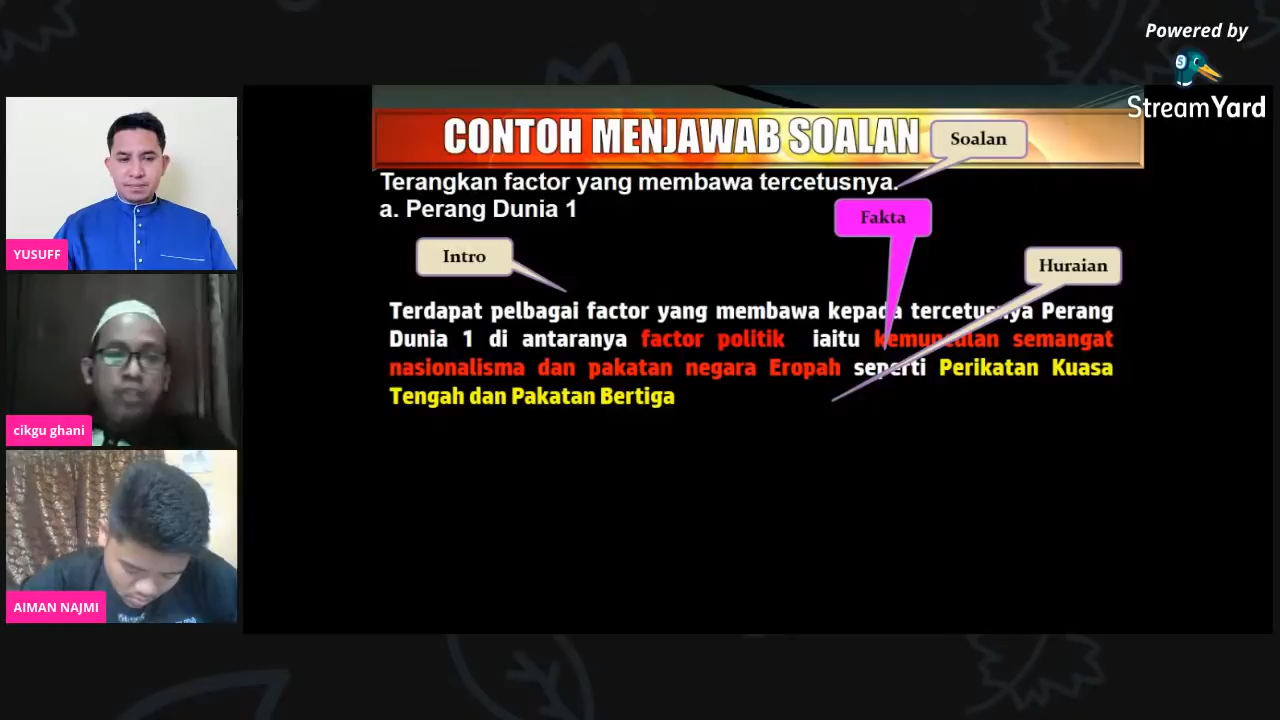 Powered by
StreamYard
CONTOH MENJAWAB SOALAN
Soalan
Terangkan factor yang membawa tercetusnya.
a. Perang Dunia 1
Fakta
Intro
Huraian
Terdapat pelbagai factor yang membawa kepada tercetusnya Perang
Dunia 1 di antaranya factor politik iaitu kemunculan semangat
nasionalisma dan pakatan negara Eropah seperti Perikatan Kuasa
Tengah dan Pakatan Bertiga
YUSUFF
cikgu ghani
AIMAN NAJMI